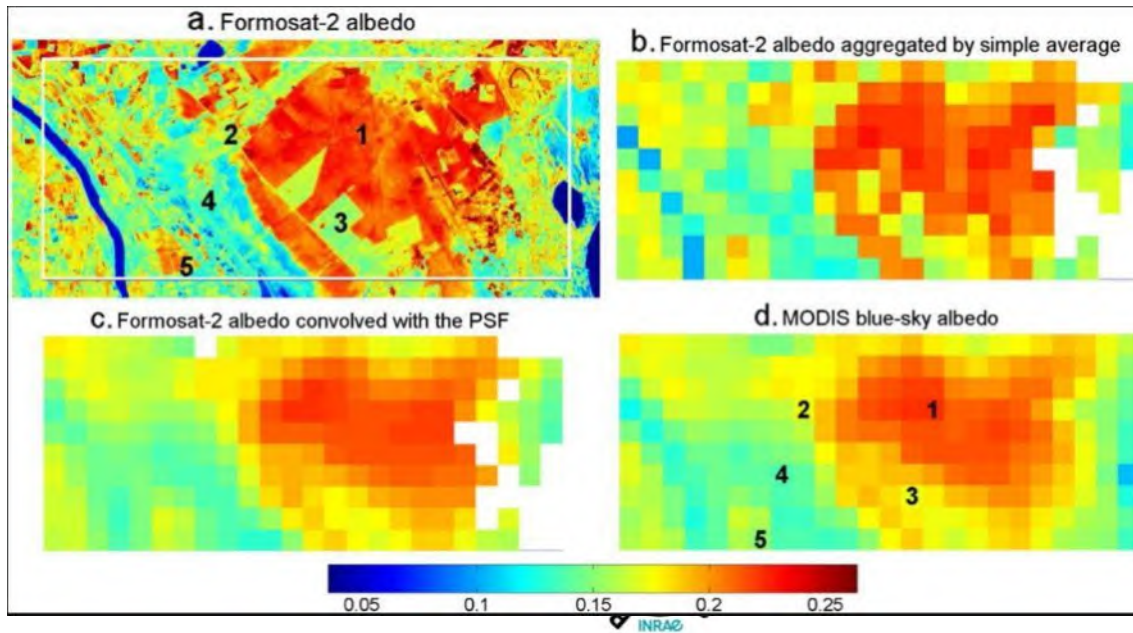 a. Formosat-2 albedo
b. Formosat-2 albedo aggregated by simple average
1
2
4
3
5
c. Formosat-2 albedo convolved with the PSF
d. MODIS blue-sky albedo
2
1
4
3
5
0.05 0.1 0.15 0.2 0.25
INRAE